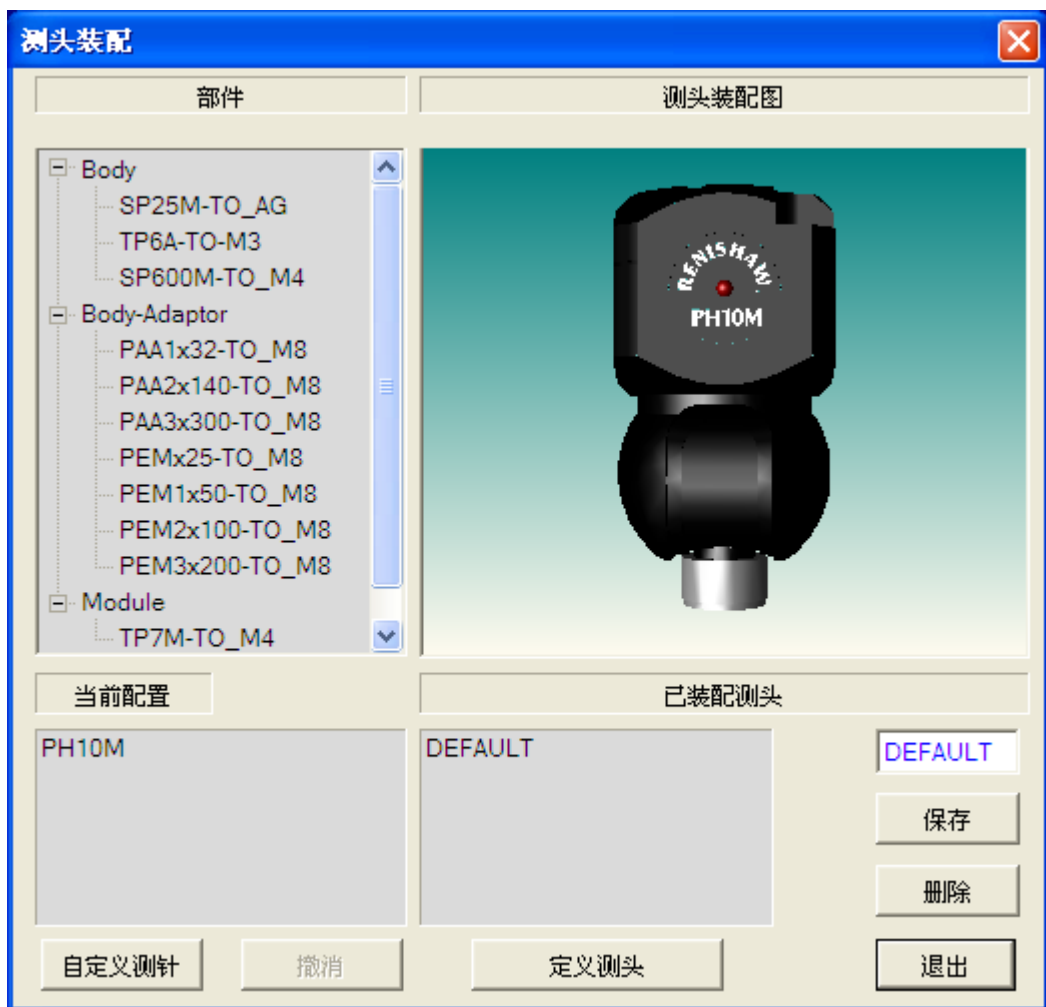 测头装配
部件
测头装配图
Body
SP25M-TO_AG
TP6A-TO-M3
SP600M-TO_M4
Body-Adaptor
PAA1x32-TO_M8
PAA2x140-TO_M8
PAA3x300-TO_M8
PEMx25-TO_M8
PEM1x50-TO_M8
PEM2x100-TO_M8
PEM3x200-TO_M8
Module
TP7M-TO_M4
RENISHAW
PH10M
当前配置
已装配测头
PH10M
DEFAULT
DEFAULT
保存
删除
自定义测针
撤消
定义测头
退出